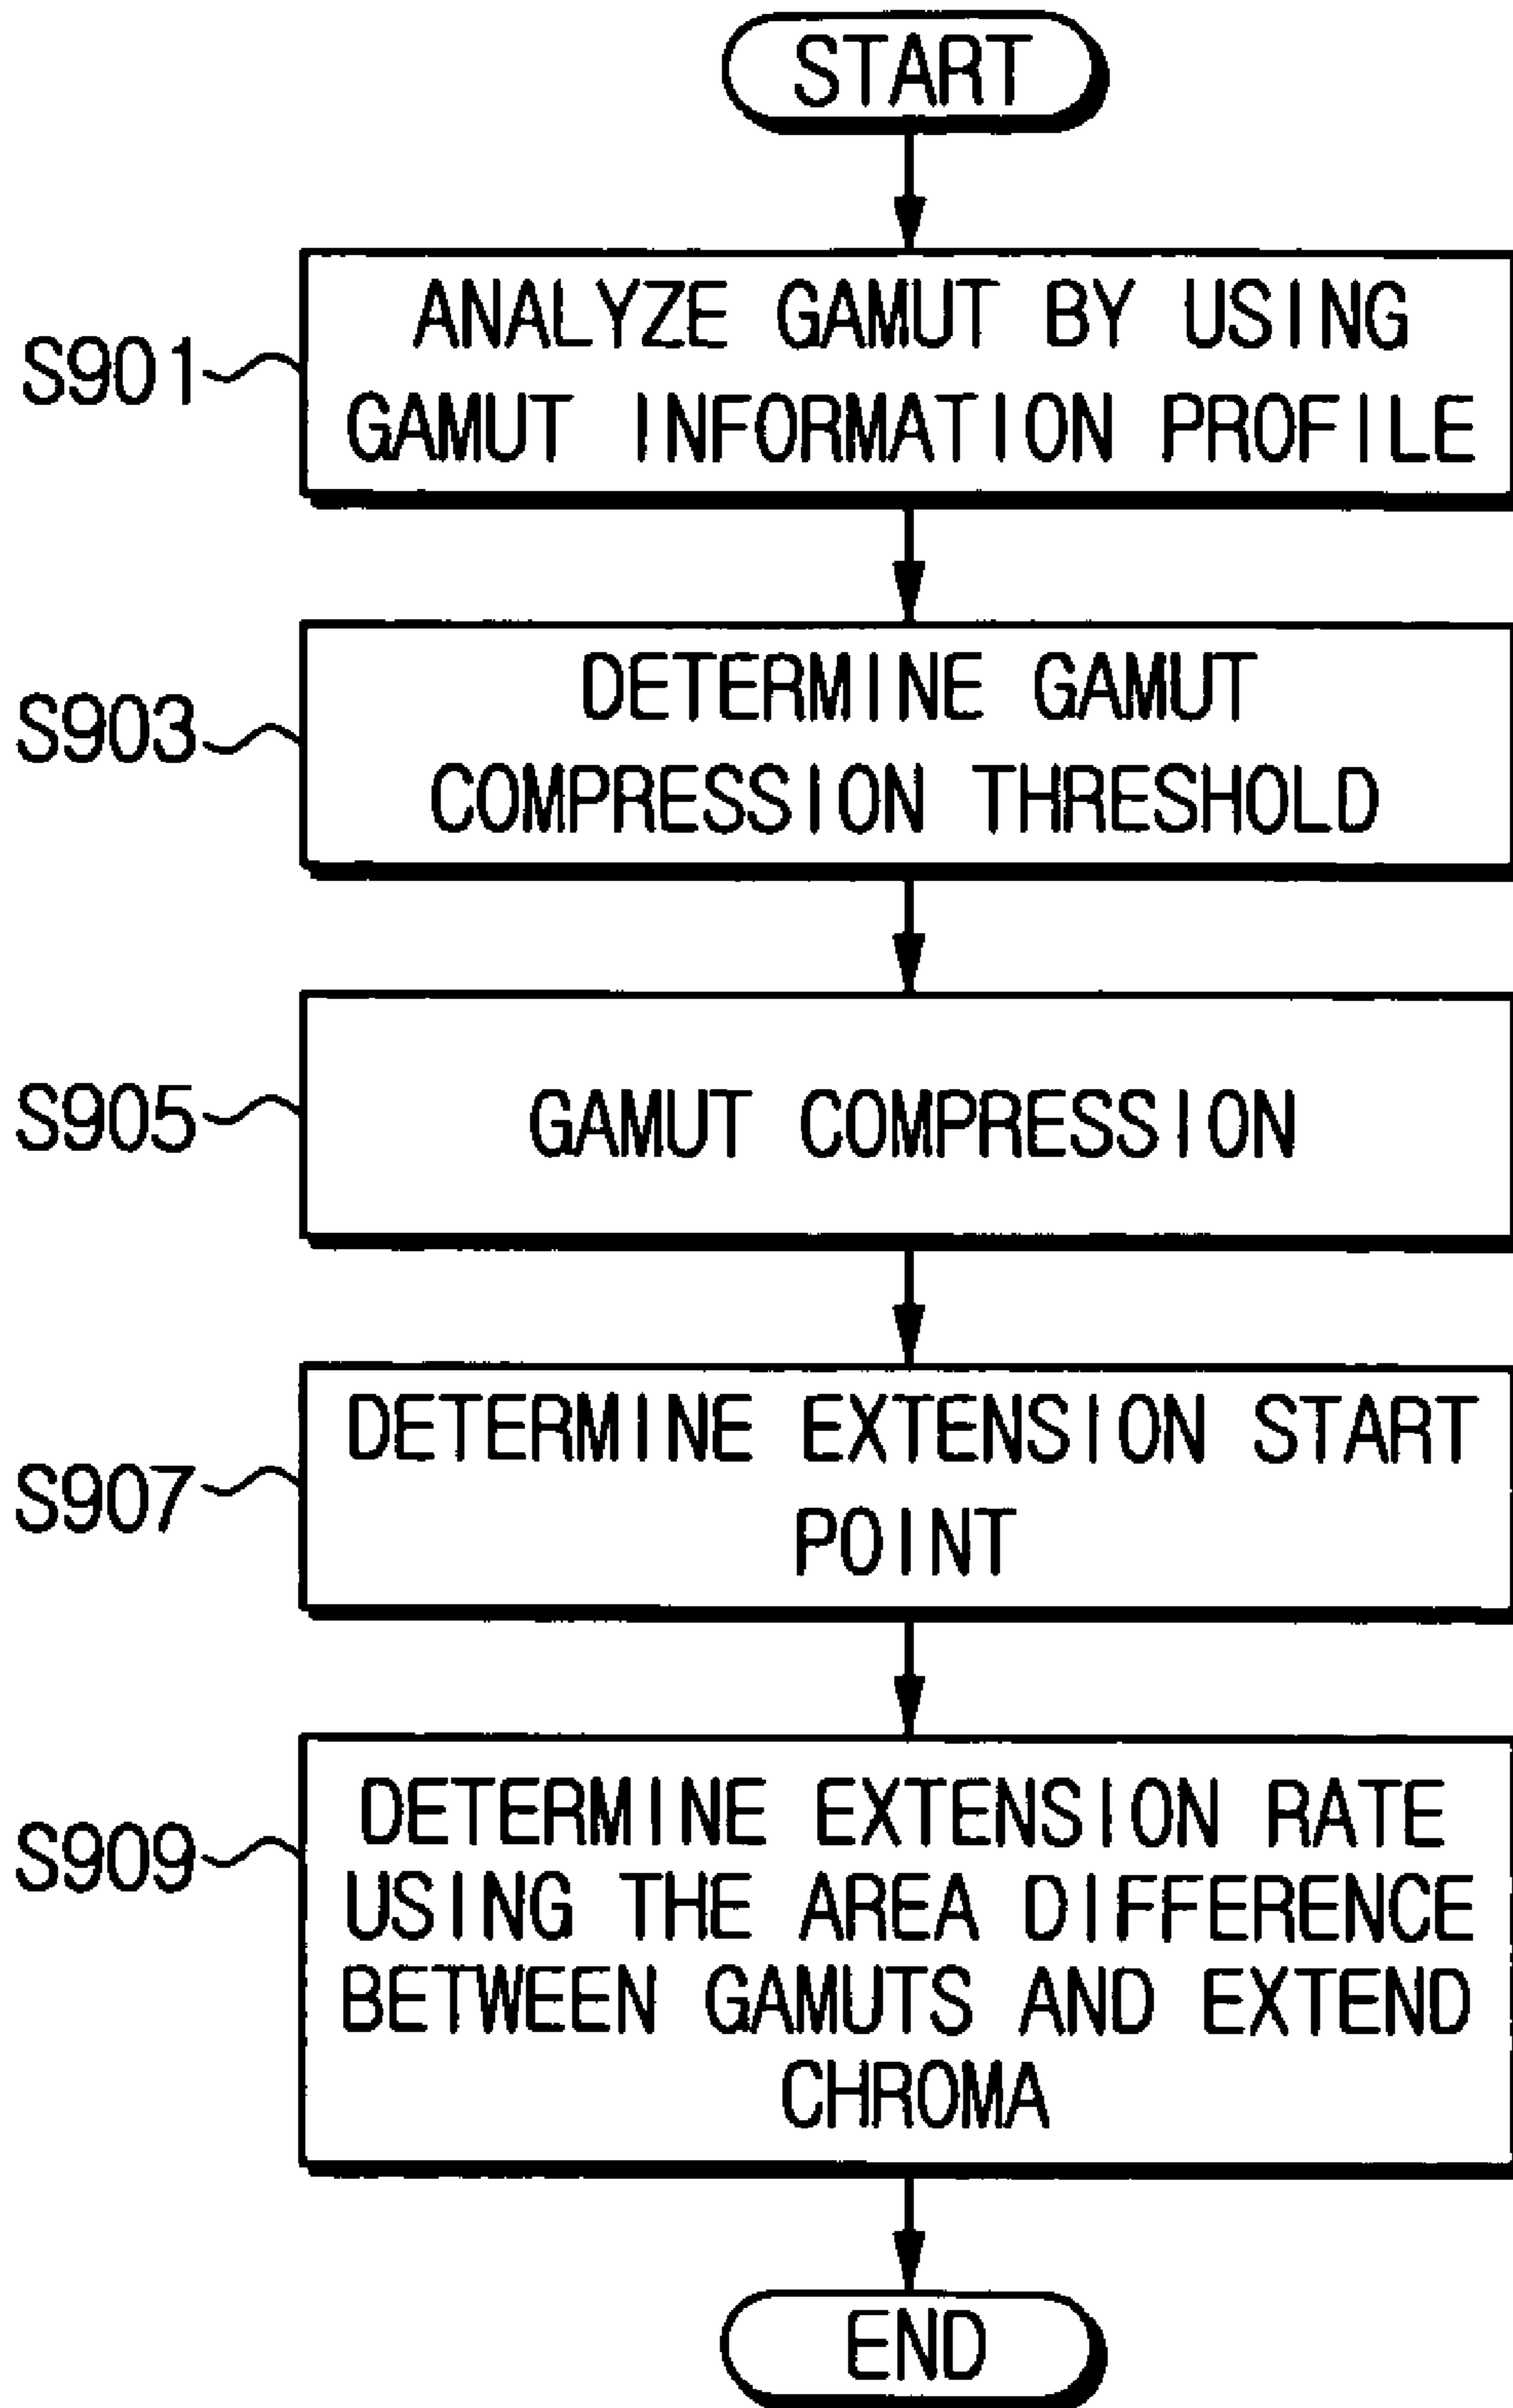 START
S901
ANALYZE GAMUT BY USING
GAMUT INFORMATION PROFILE
S903
DETERMINE GAMUT
COMPRESSION THRESHOLD
S905
GAMUT COMPRESSION
S907
DETERMINE EXTENSION START
POINT
S909
DETERMINE EXTENSION RATE
USING THE AREA DIFFERENCE
BETWEEN GAMUTS AND EXTEND
CHROMA
END